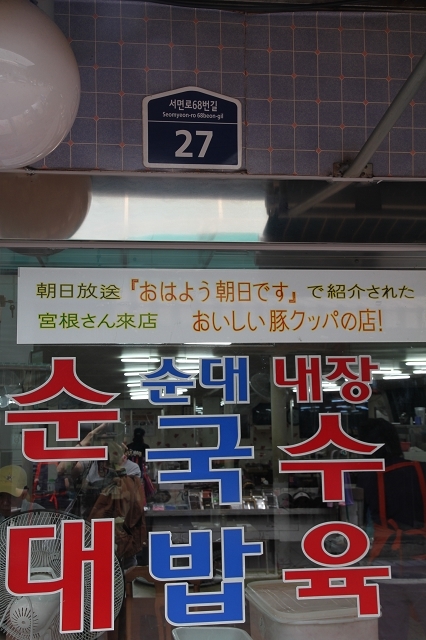 서면로68번길
Seomyeon-ro 68beon-gil
27
朝日放送『おはよう朝日です』で紹介された
宮根さん來店 おいしい豚クッパの店!
순대
순대국밥
내장수육